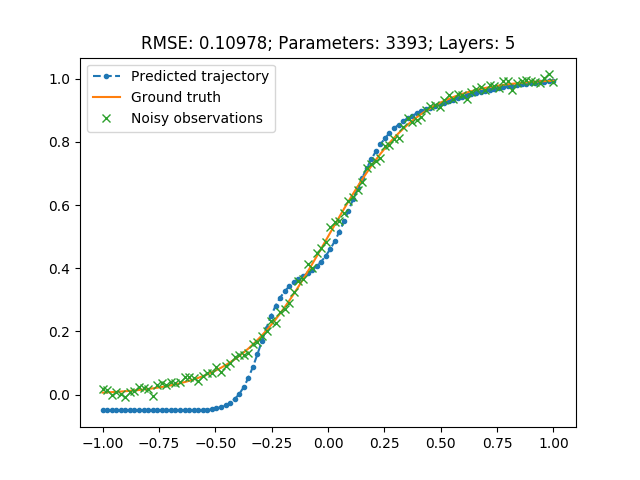 RMSE: 0.10978; Parameters: 3393; Layers: 5
Predicted trajectory
Ground truth
Noisy observations
1.0
0.8
0.6
0.4
0.2
0.0
−1.00 −0.75 −0.50 −0.25 0.00 0.25 0.50 0.75 1.00